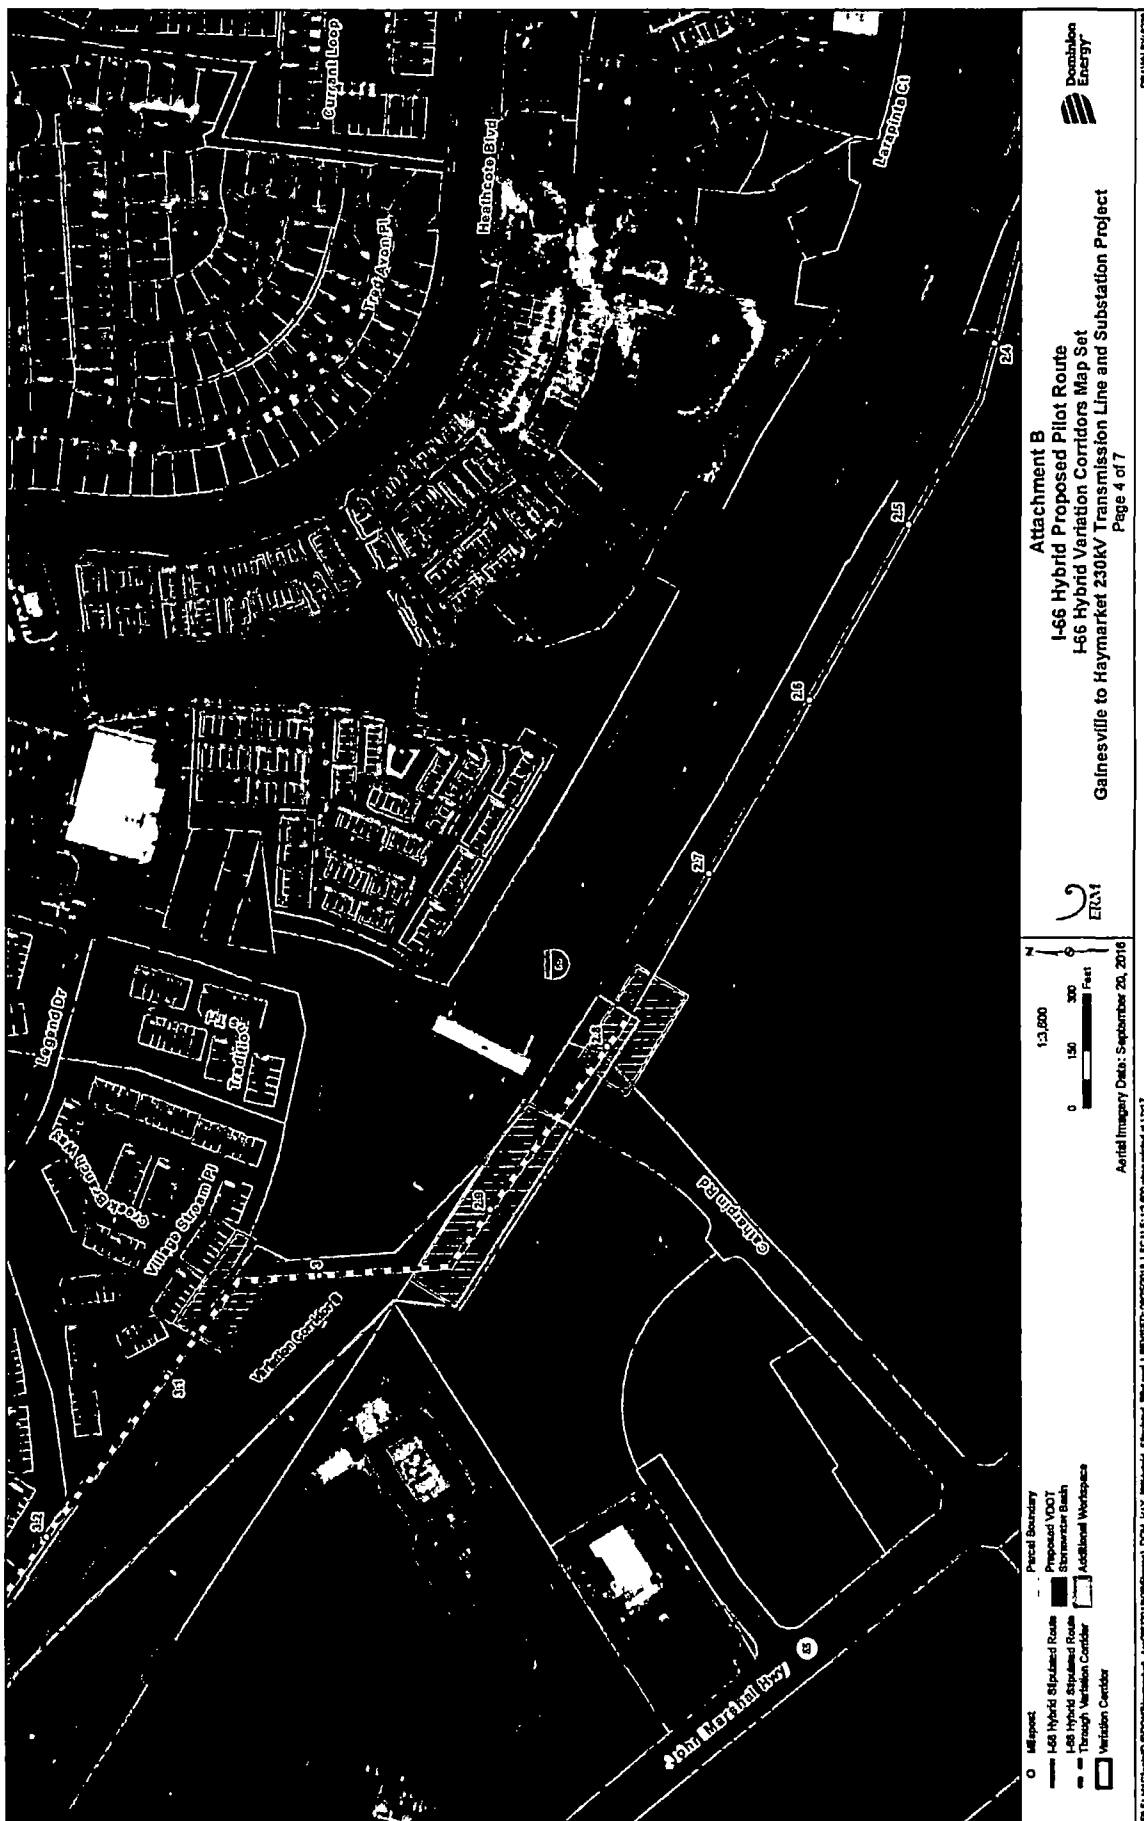 Currant Loop
Heathcote Blvd
Larapinta Ct
Legend Dr
Village Stream Pl
Variation Corridor B
Catharpin Rd
John Marshall Hwy
55
66
2.4
2.5
2.6
2.7
2.8
2.9
3
3.1
3.2
Milepost
I-66 Hybrid Stipulated Route
I-66 Hybrid Stipulated Route
Through Variation Corridor
Variation Corridor
Parcel Boundary
Proposed VDOT
Stormwater Basin
Additional Workspace
1:3,600
0 150 300
Feet
N
Aerial Imagery Date: September 20, 2016
ERM
Attachment B
I-66 Hybrid Proposed Pilot Route
I-66 Hybrid Variation Corridors Map Set
Gainesville to Haymarket 230kV Transmission Line and Substation Project
Page 4 of 7
Dominion
Energy